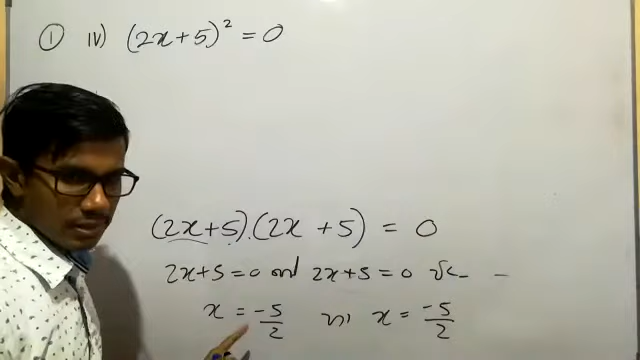 ① iv) (2x+5)² = 0
(2x+5).(2x+5) = 0
2x+5=0 2x+5=0
x = -5/2 x = -5/2